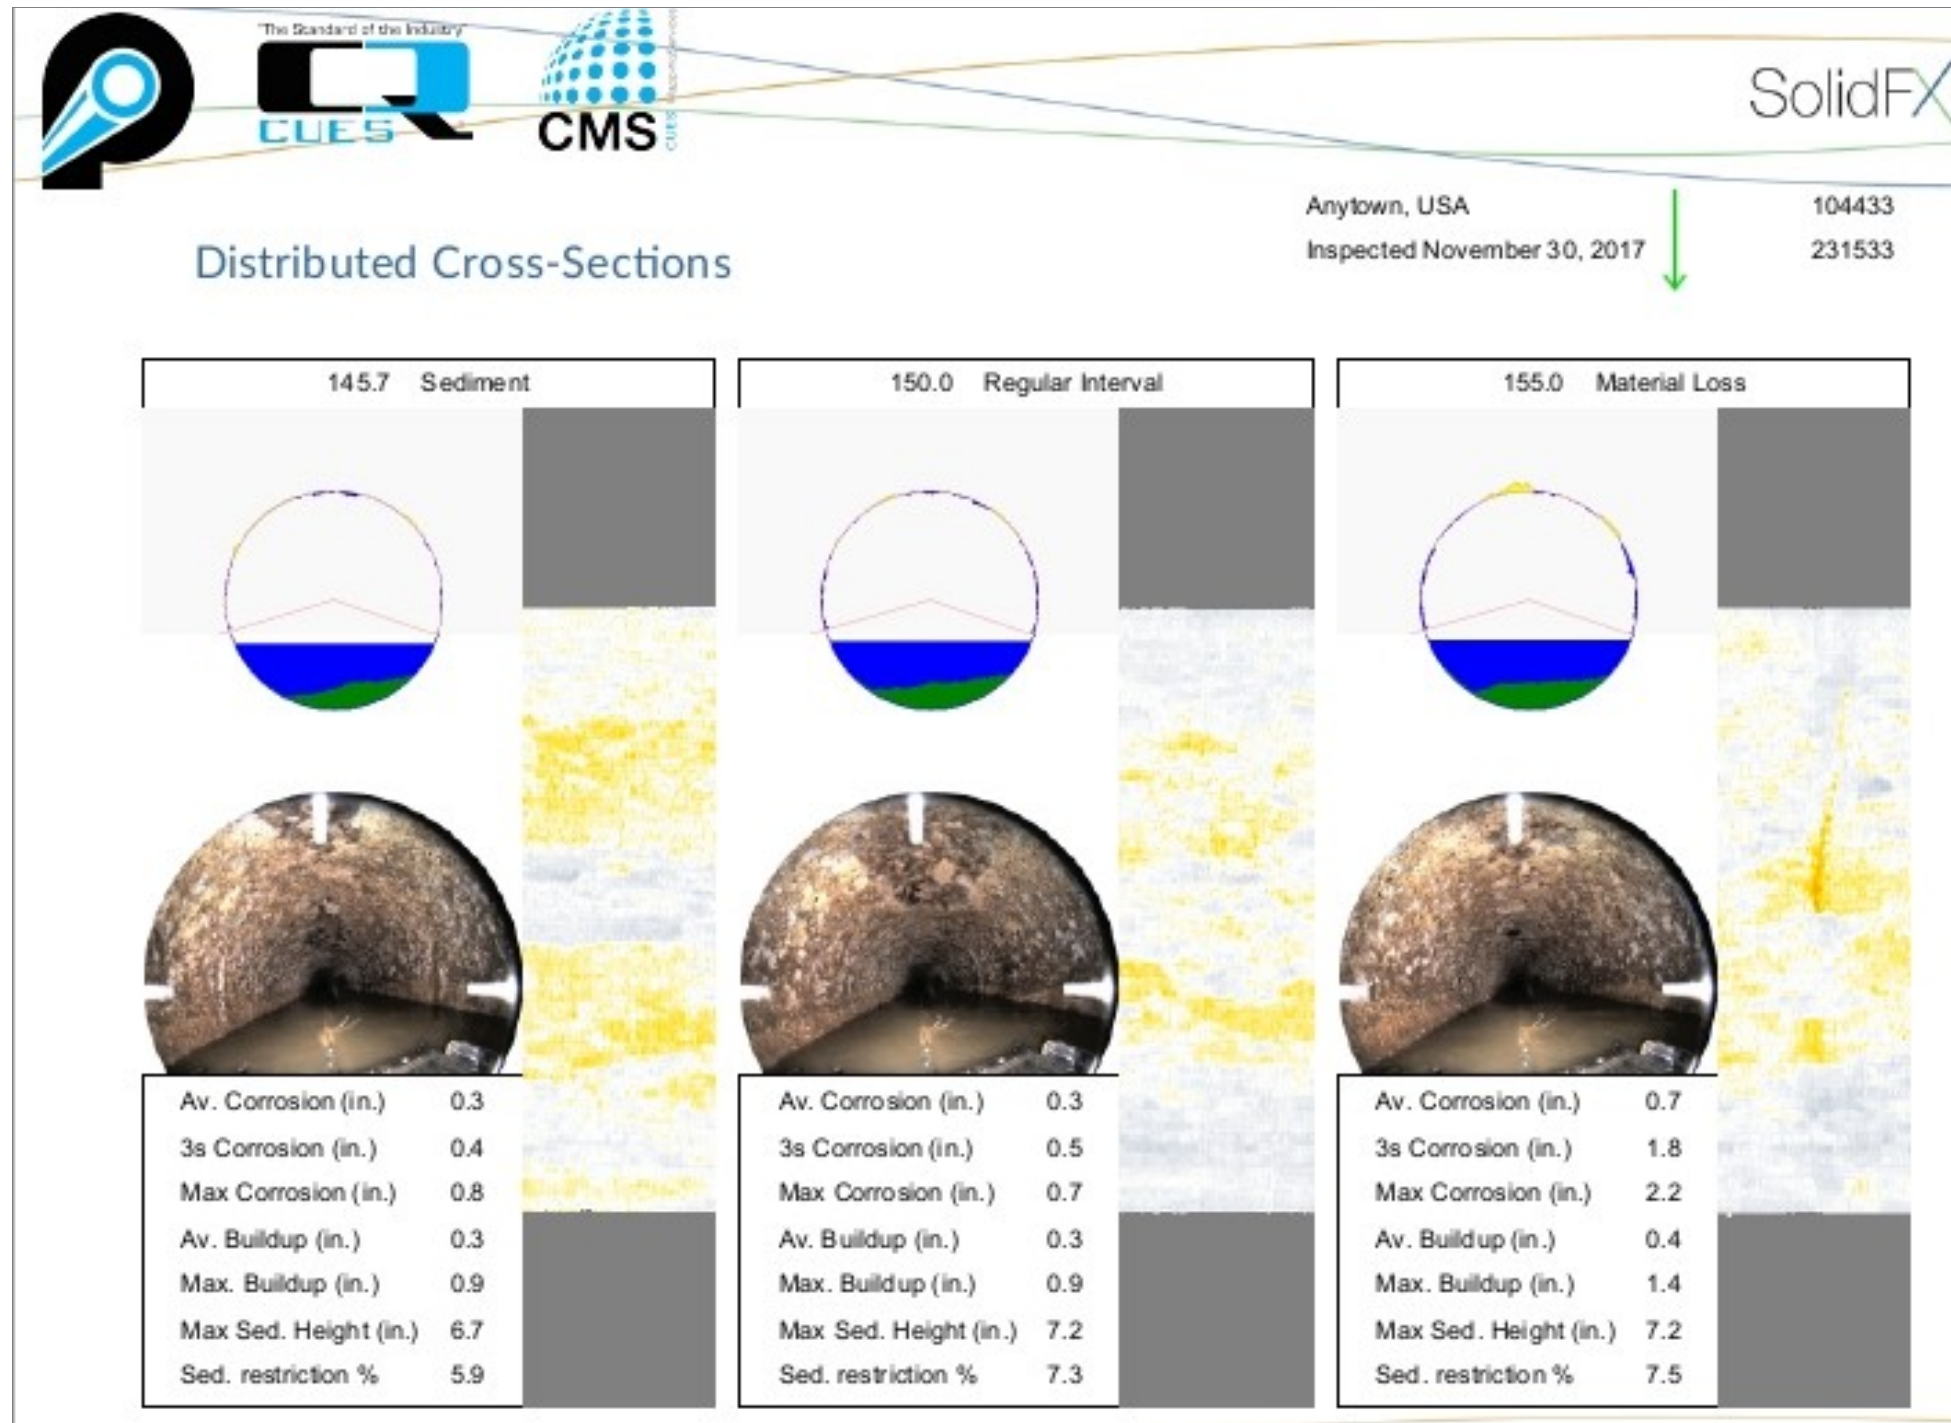 "The Standard of the Industry"
CUES
CMS
CUES
SolidFX
Anytown, USA 104433
Inspected November 30, 2017 231533
Distributed Cross-Sections
145.7 Sediment
Av. Corrosion (in.) 0.3
3s Corrosion (in.) 0.4
Max Corrosion (in.) 0.8
Av. Buildup (in.) 0.3
Max. Buildup (in.) 0.9
Max Sed. Height (in.) 6.7
Sed. restriction % 5.9
150.0 Regular Interval
Av. Corrosion (in.) 0.3
3s Corrosion (in.) 0.5
Max Corrosion (in.) 0.7
Av. Buildup (in.) 0.3
Max. Buildup (in.) 0.9
Max Sed. Height (in.) 7.2
Sed. restriction % 7.3
155.0 Material Loss
Av. Corrosion (in.) 0.7
3s Corrosion (in.) 1.8
Max Corrosion (in.) 2.2
Av. Buildup (in.) 0.4
Max. Buildup (in.) 1.4
Max Sed. Height (in.) 7.2
Sed. restriction % 7.5